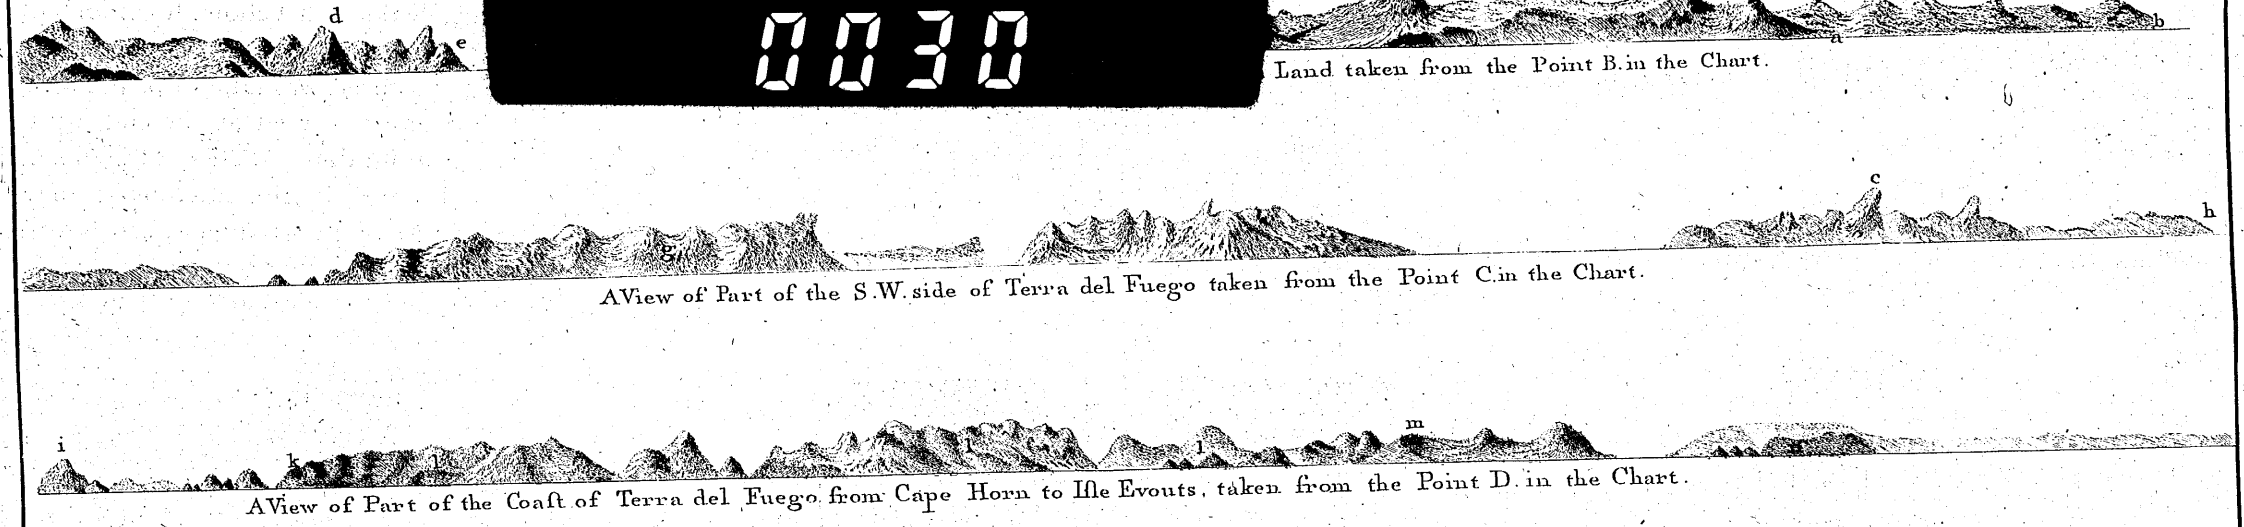 d
e
0030
b
a
Land taken from the Point B. in the Chart.
c
h
g
A View of Part of the S.W. side of Terra del Fuego taken from the Point C. in the Chart.
i
k
l
l
l
m
A View of Part of the Coaſt of Terra del Fuego from Cape Horn to Iſle Evouts, taken from the Point D. in the Chart.